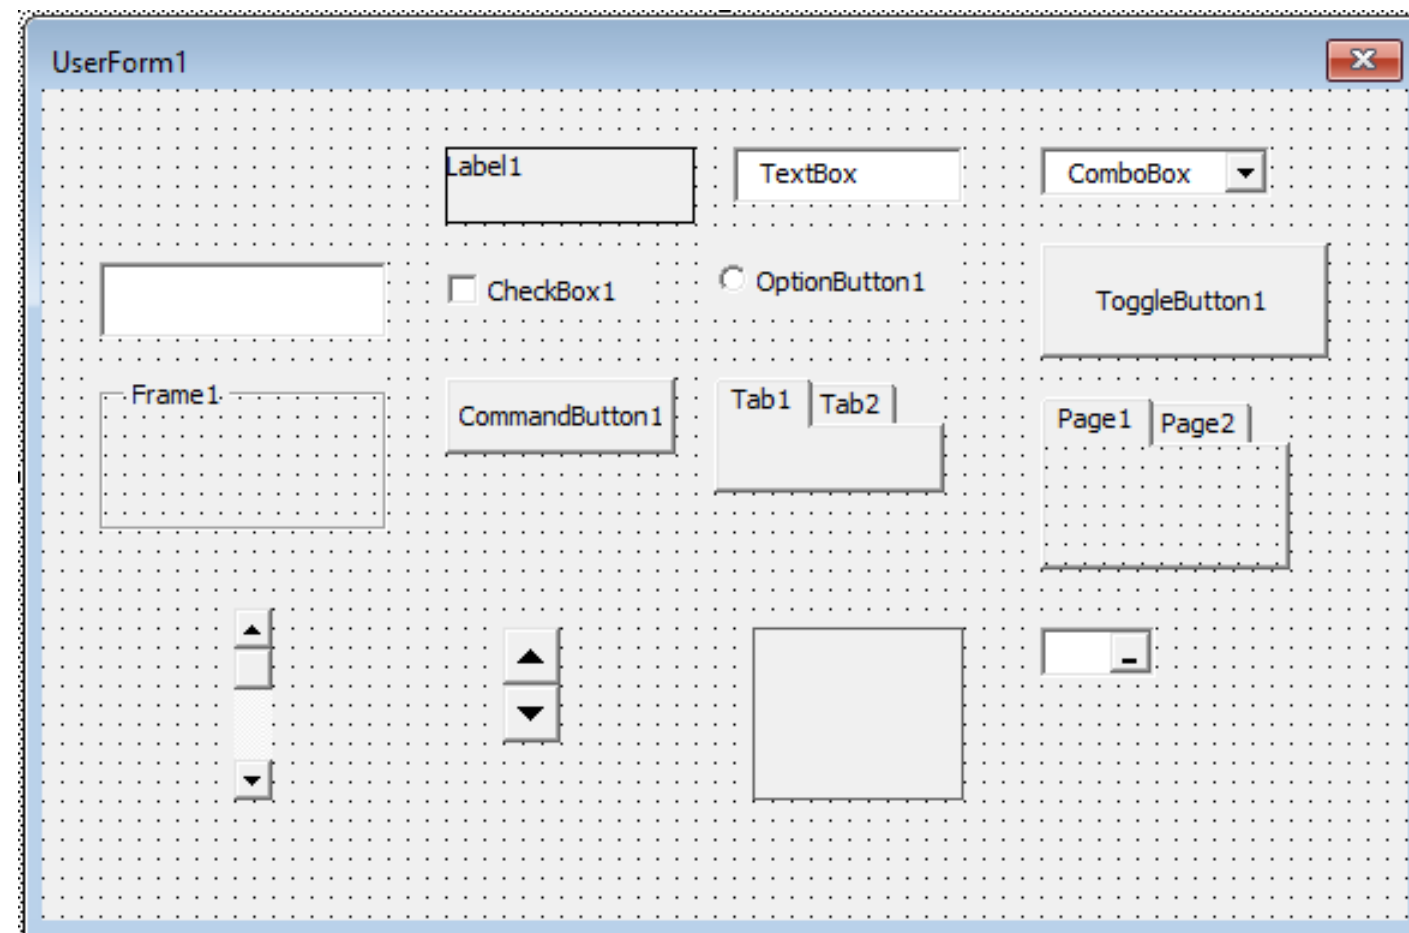 UserForm1
Label1
TextBox
ComboBox
CheckBox1
OptionButton1
ToggleButton1
Frame1
CommandButton1
Tab1 Tab2
Page1 Page2